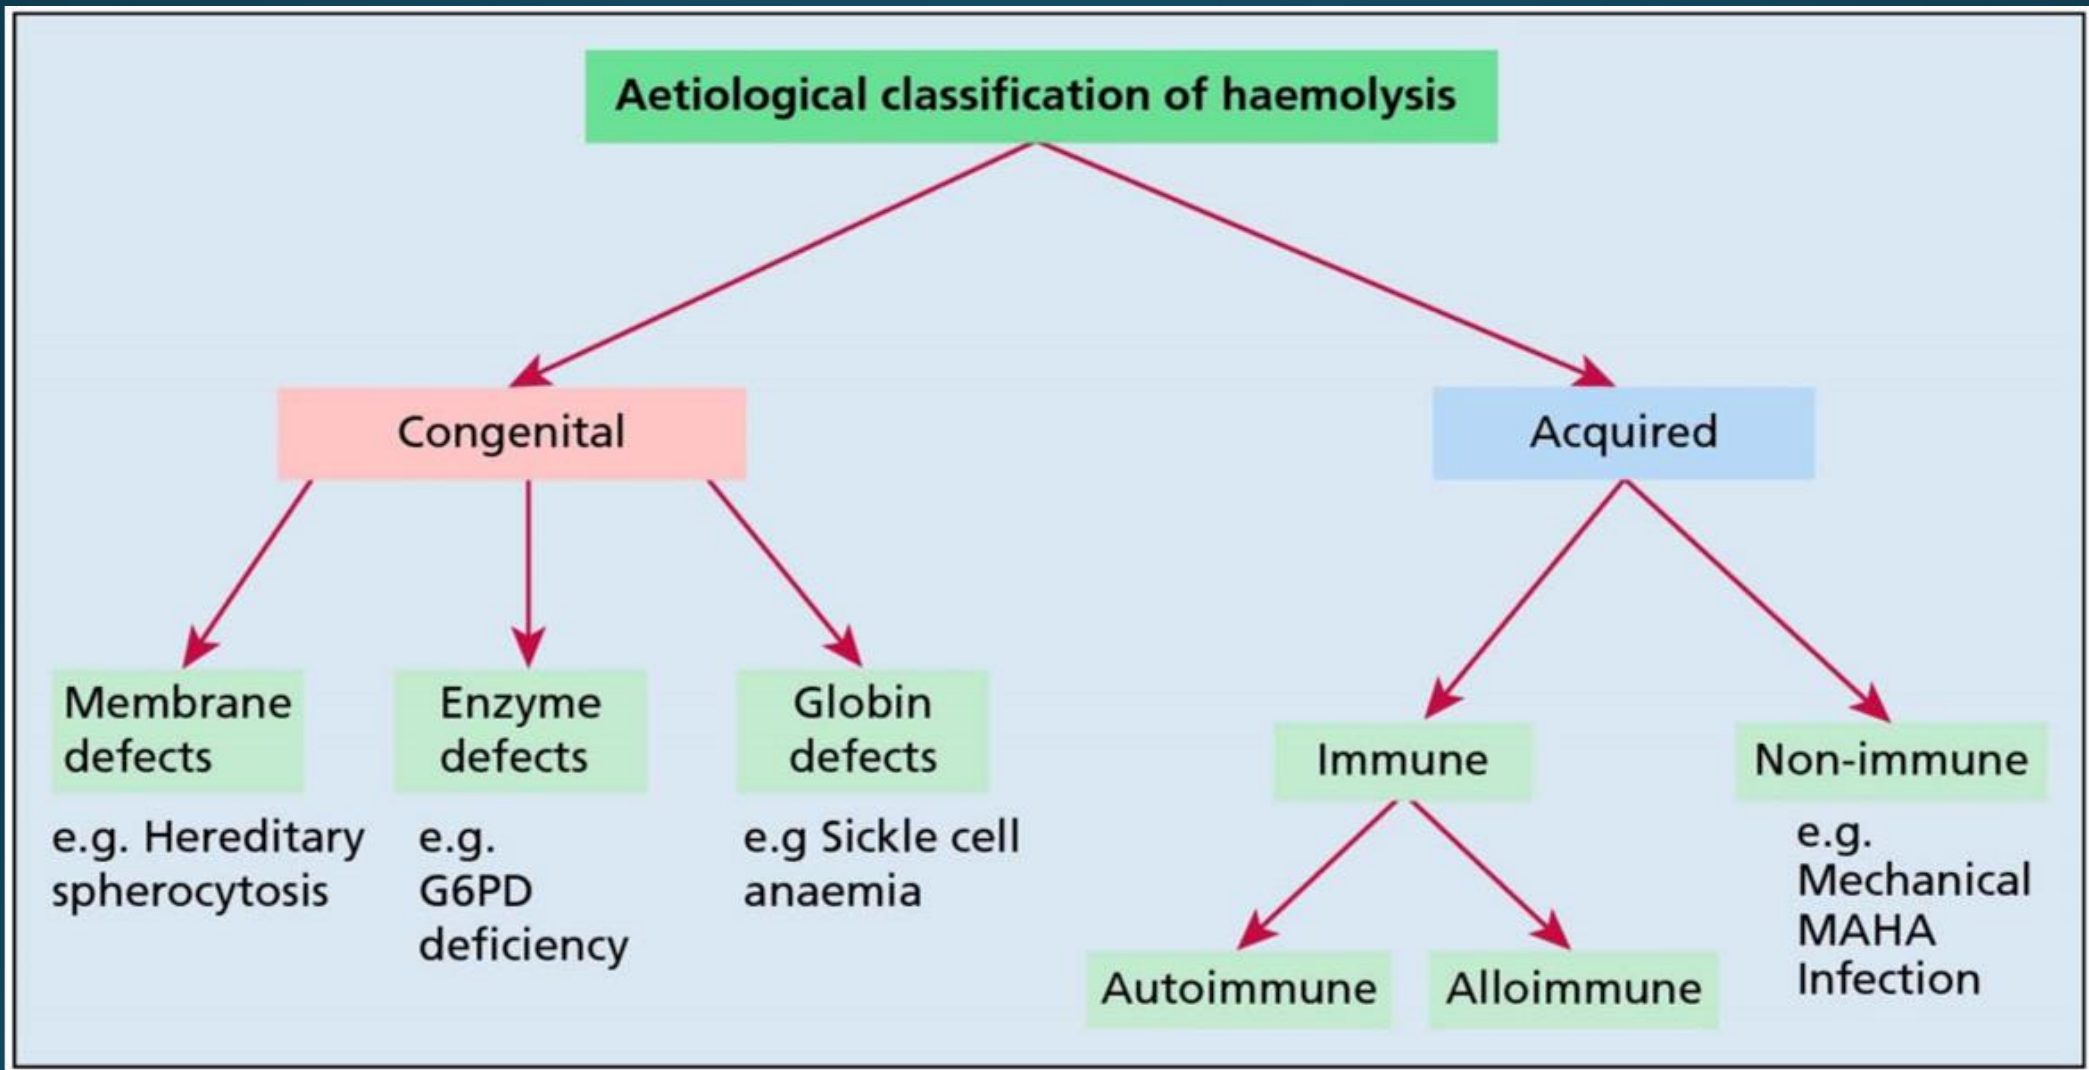 Aetiological classification of haemolysis
Congenital
Acquired
Membrane
defects
e.g. Hereditary
spherocytosis
Enzyme
defects
e.g.
G6PD
deficiency
Globin
defects
e.g Sickle cell
anaemia
Immune
Autoimmune
Alloimmune
Non-immune
e.g.
Mechanical
MAHA
Infection